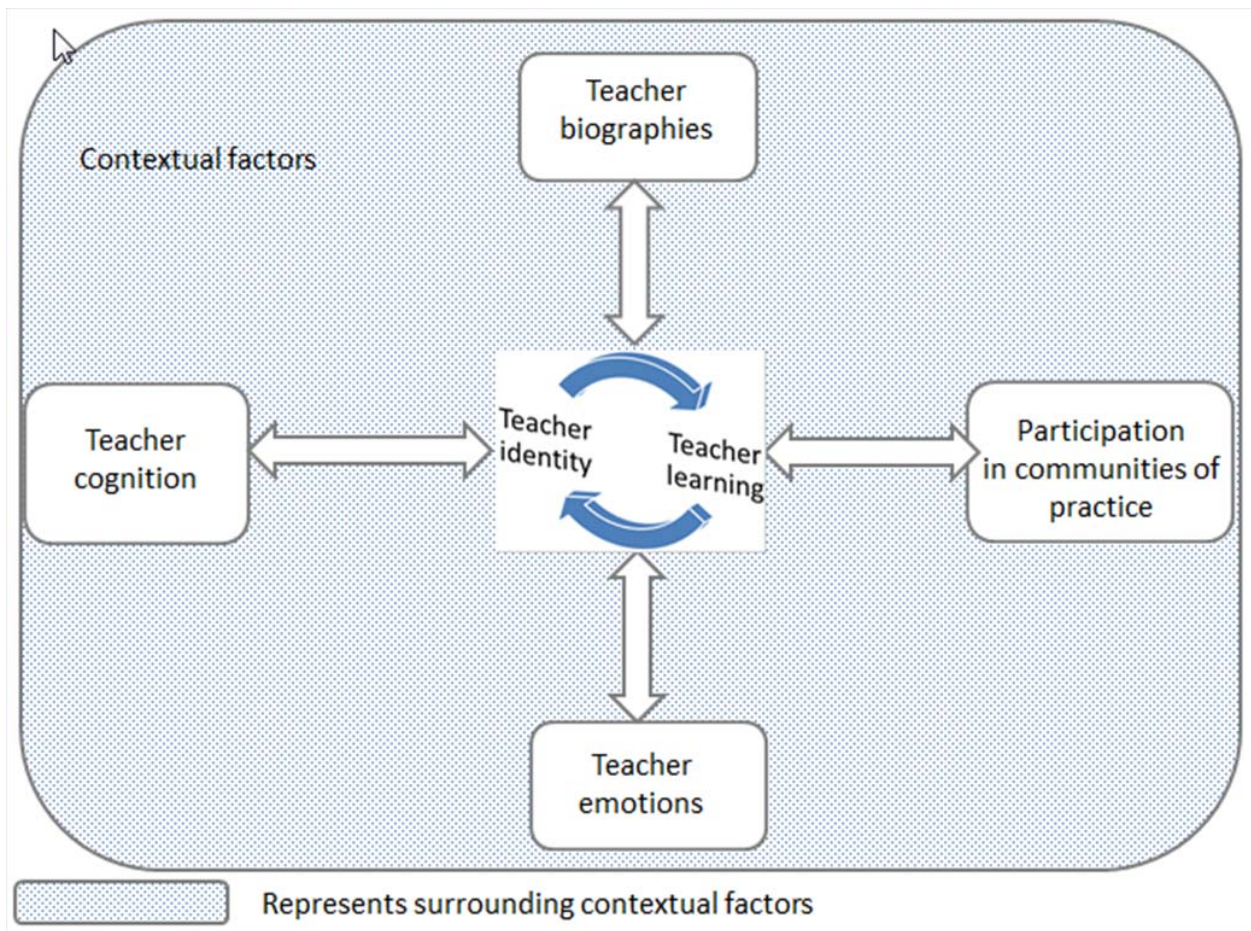 Teacher
biographies
Contextual factors
Teacher
cognition
Teacher
identity
Teacher
learning
Participation
in communities of
practice
Teacher
emotions
Represents surrounding contextual factors